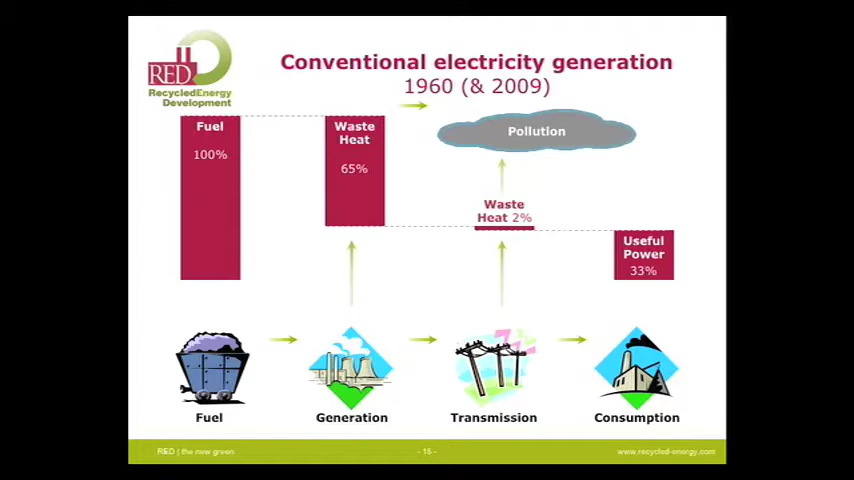 Conventional electricity generation
1960 (& 2009)
RED
RecycledEnergy
Development
Fuel
100%
Waste
Heat
65%
Pollution
Waste
Heat 2%
Useful
Power
33%
Fuel
Generation
Transmission
Consumption
RED | the new green
- 15 -
www.recycled-energy.com